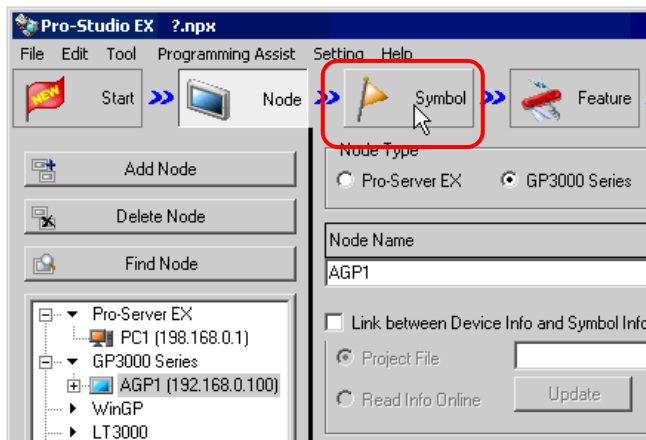 Pro-Studio EX ?.npx
File Edit Tool Programming Assist Setting Help
NEW Start Node Symbol Feature
Node Type
Add Node
Pro-Server EX GP3000 Series
Delete Node
Node Name
Find Node
AGP1
Pro-Server EX
Link between Device Info and Symbol Info
PC1 (198.168.0.1)
GP3000 Series
Project File
AGP1 (192.168.0.100)
Read Info Online Update
WinGP
LT3000